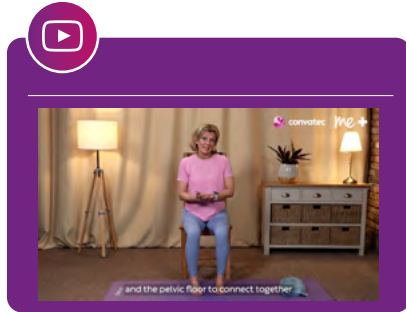 convatec me+
and the pelvic floor to connect together